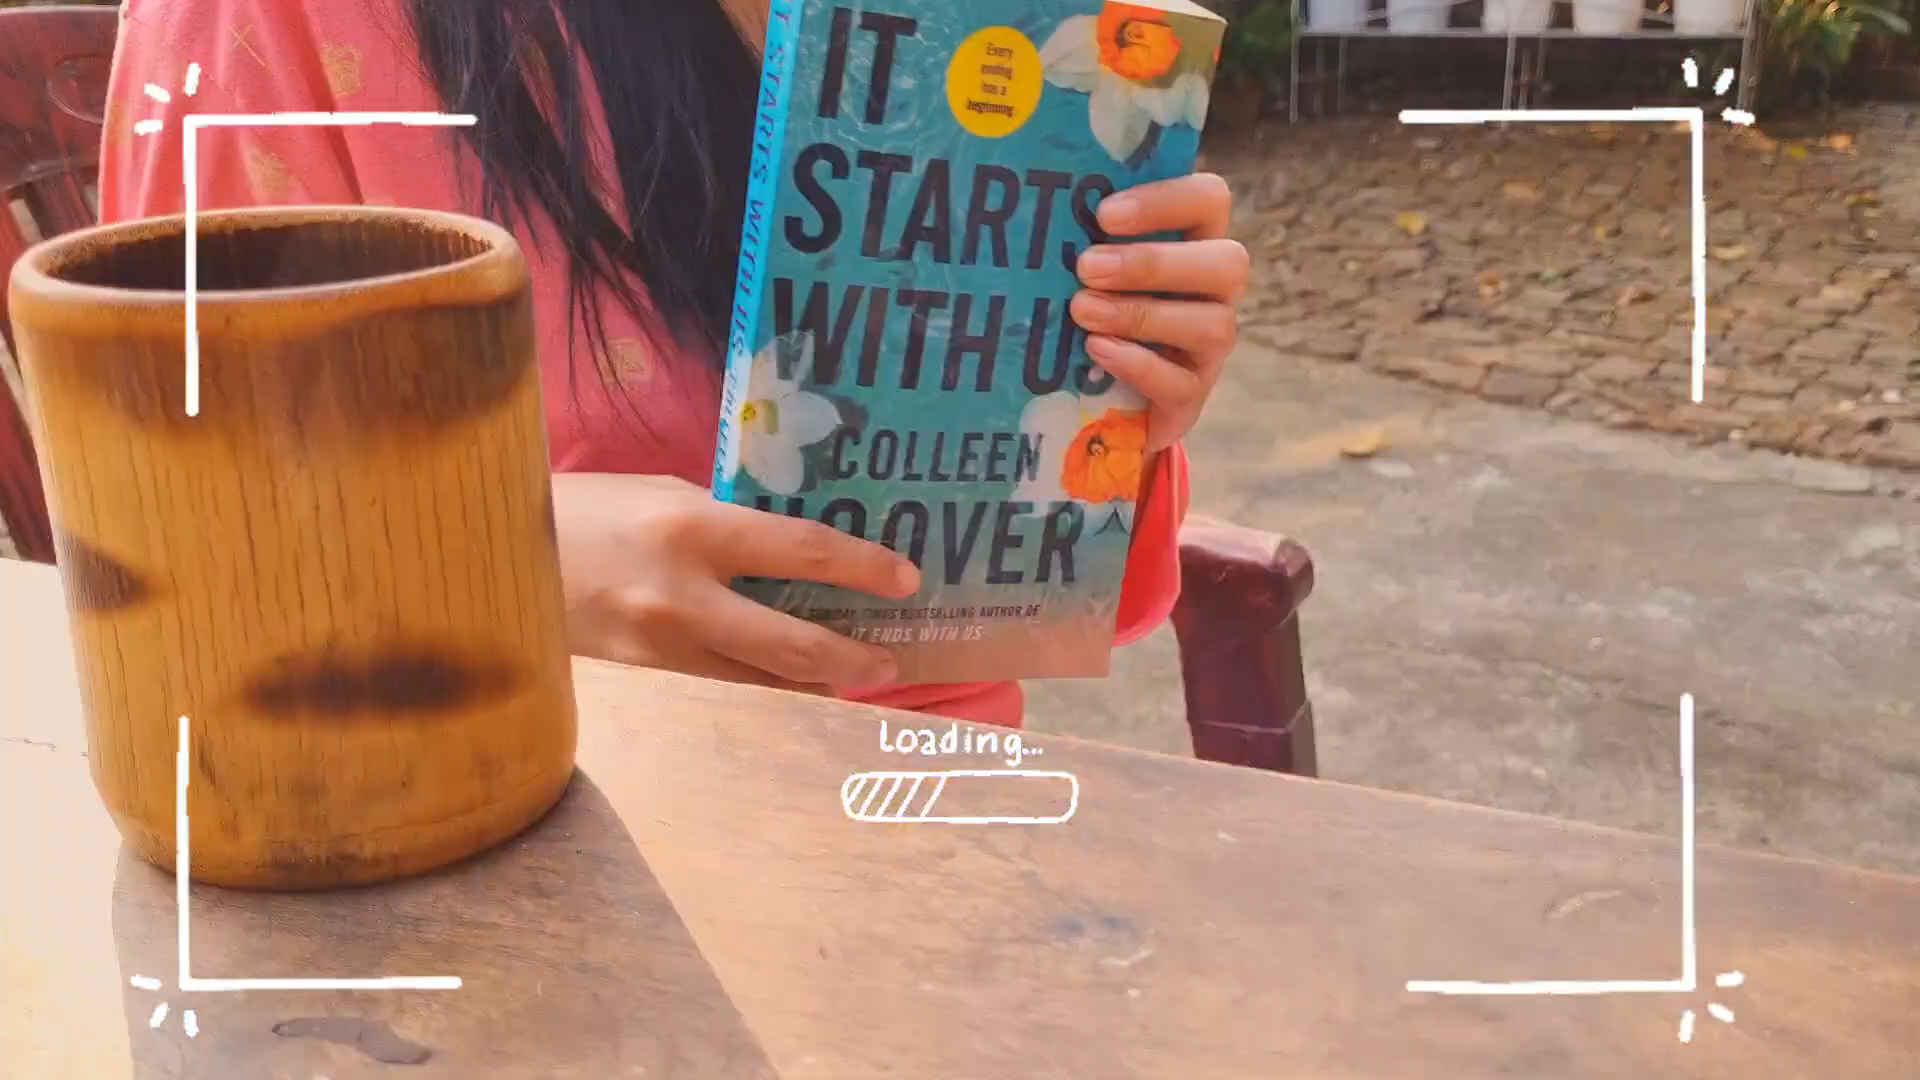 IT
STARTS
WITH US
COLLEEN
HOOVER
Every
ending
has a
beginning
SUNDAY TIMES BESTSELLING AUTHOR OF
IT ENDS WITH US
IT STARTS WITH US COLLEEN
Loading...